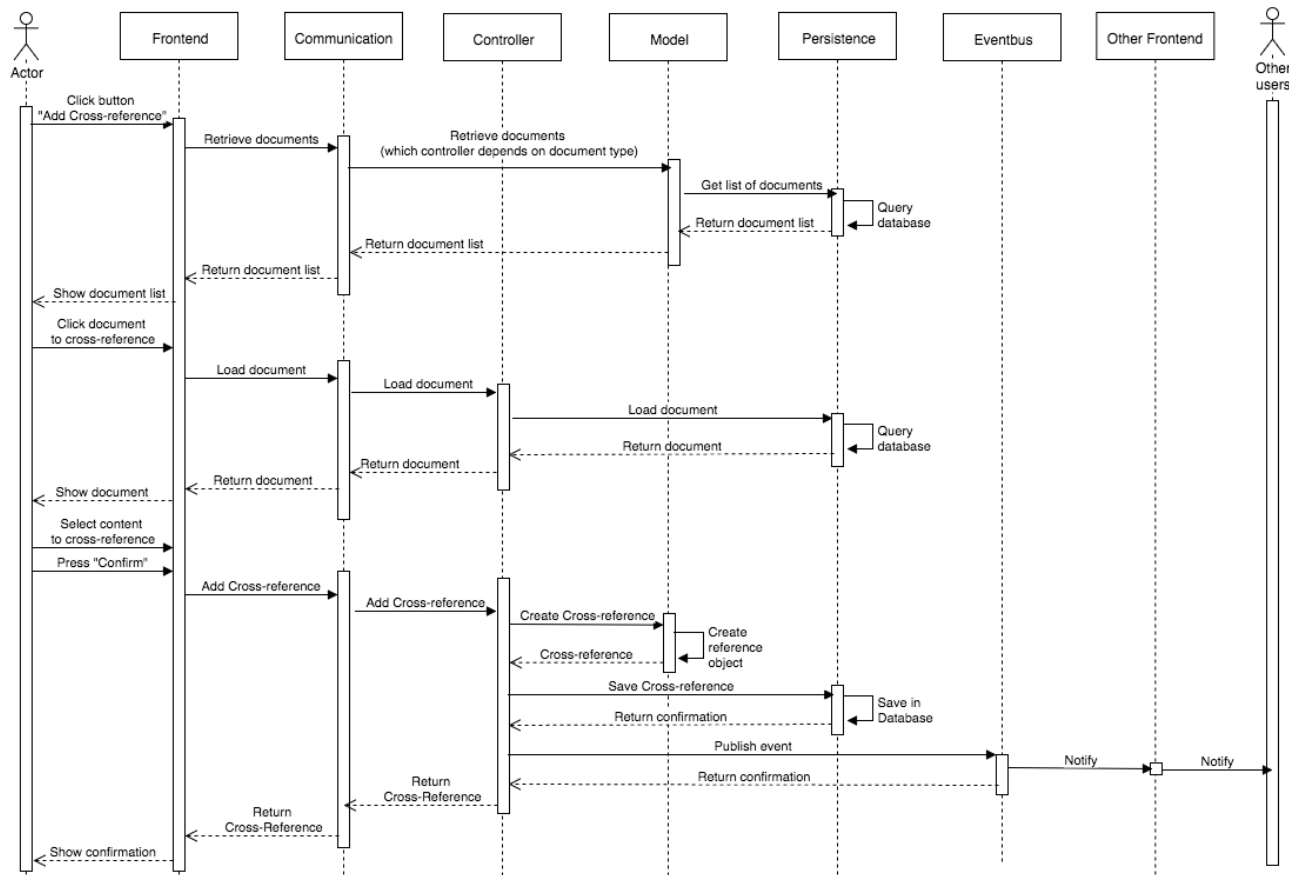 Frontend
Communication
Controller
Model
Persistence
Eventbus
Other Frontend
Actor
Other
users
Click button
"Add Cross-reference"
Retrieve documents
Retrieve documents
(which controller depends on document type)
Get list of documents
Query
database
Return document list
Return document list
Return document list
Show document list
Click document
to cross-reference
Load document
Load document
Load document
Query
database
Return document
Return document
Return document
Show document
Select content
to cross-reference
Press "Confirm"
Add Cross-reference
Add Cross-reference
Create Cross-reference
Create
reference
object
Cross-reference
Save Cross-reference
Save in
Database
Return confirmation
Publish event
Notify
Notify
Return confirmation
Return
Cross-Reference
Return
Cross-Reference
Show confirmation